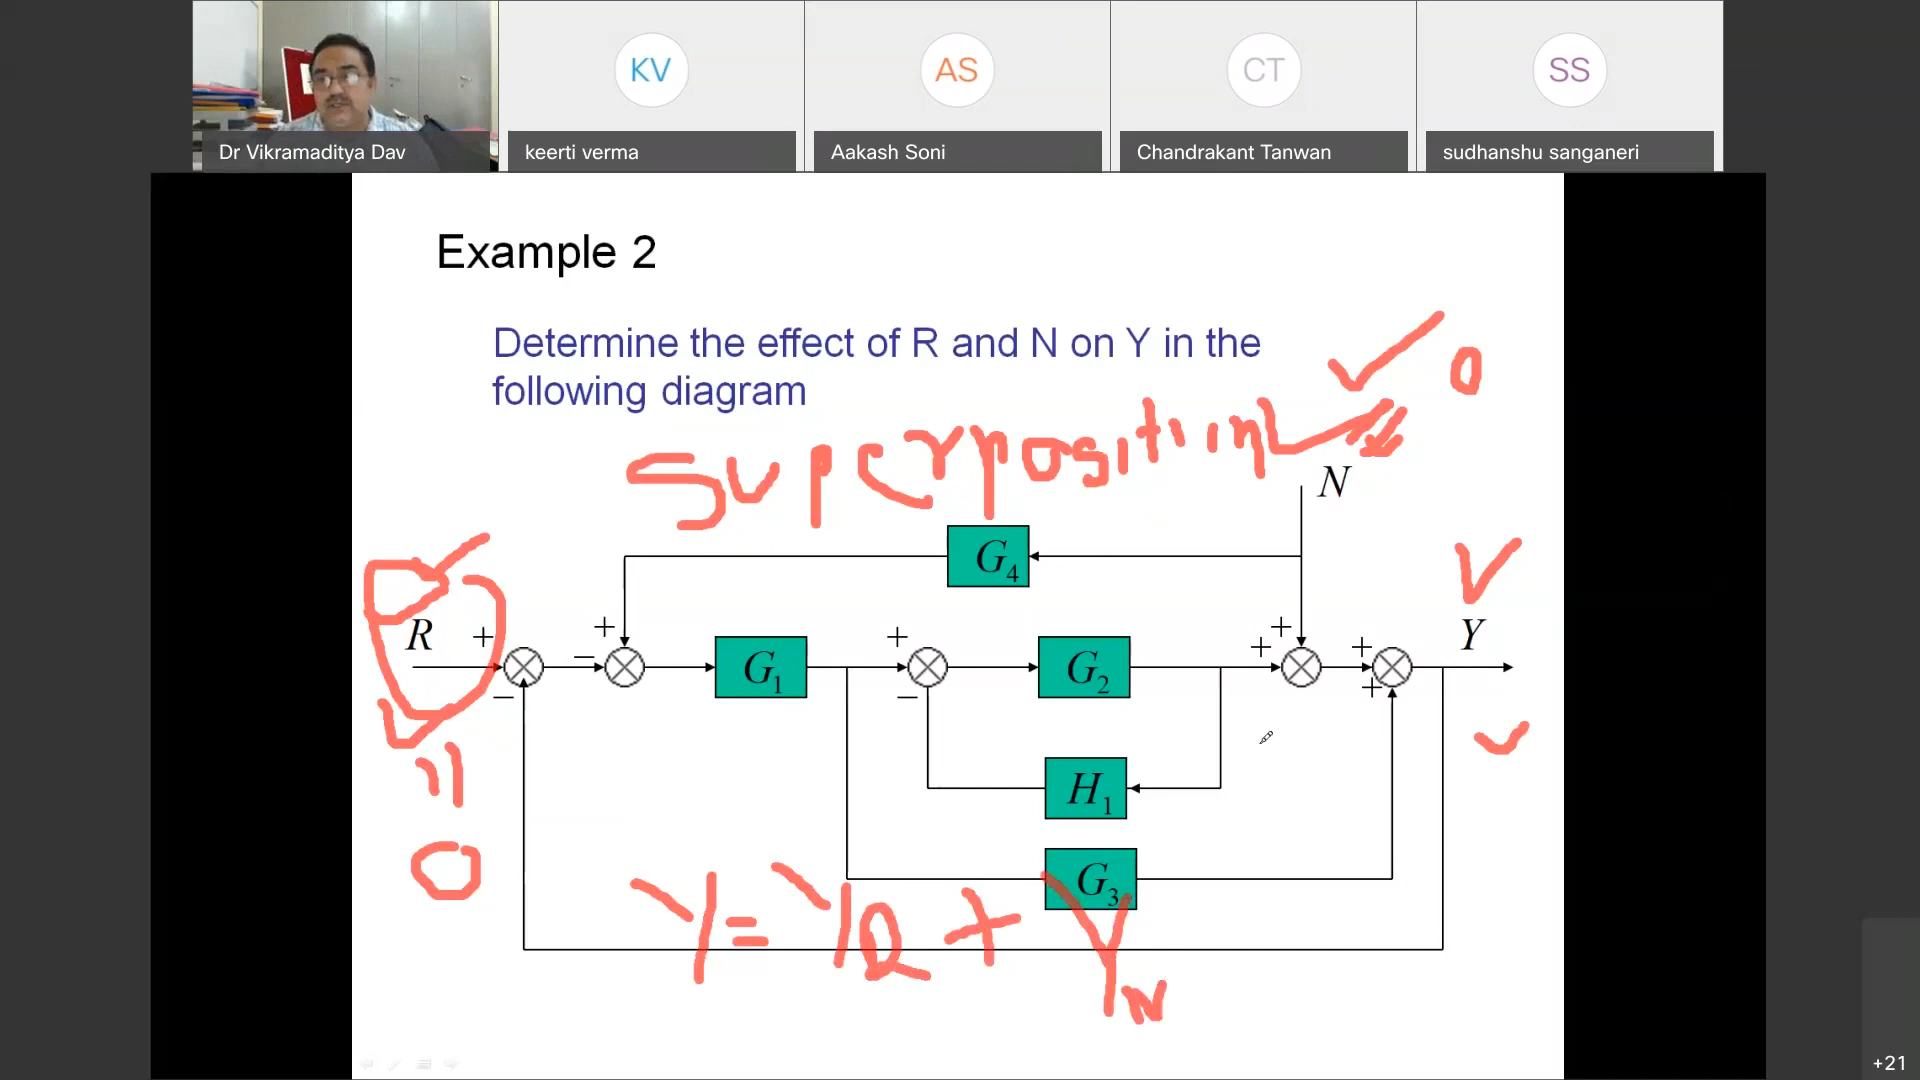 KV
AS
CT
SS
Dr Vikramaditya Dav
keerti verma
Aakash Soni
Chandrakant Tanwan
sudhanshu sanganeri
Example 2
Determine the effect of R and N on Y in the
following diagram
0
Superposition
N
G4
+
R
+
−
G1
+
G2
+
+
+
Y
−
−
+
H1
=
0
G3
Y = YR + YN
+21